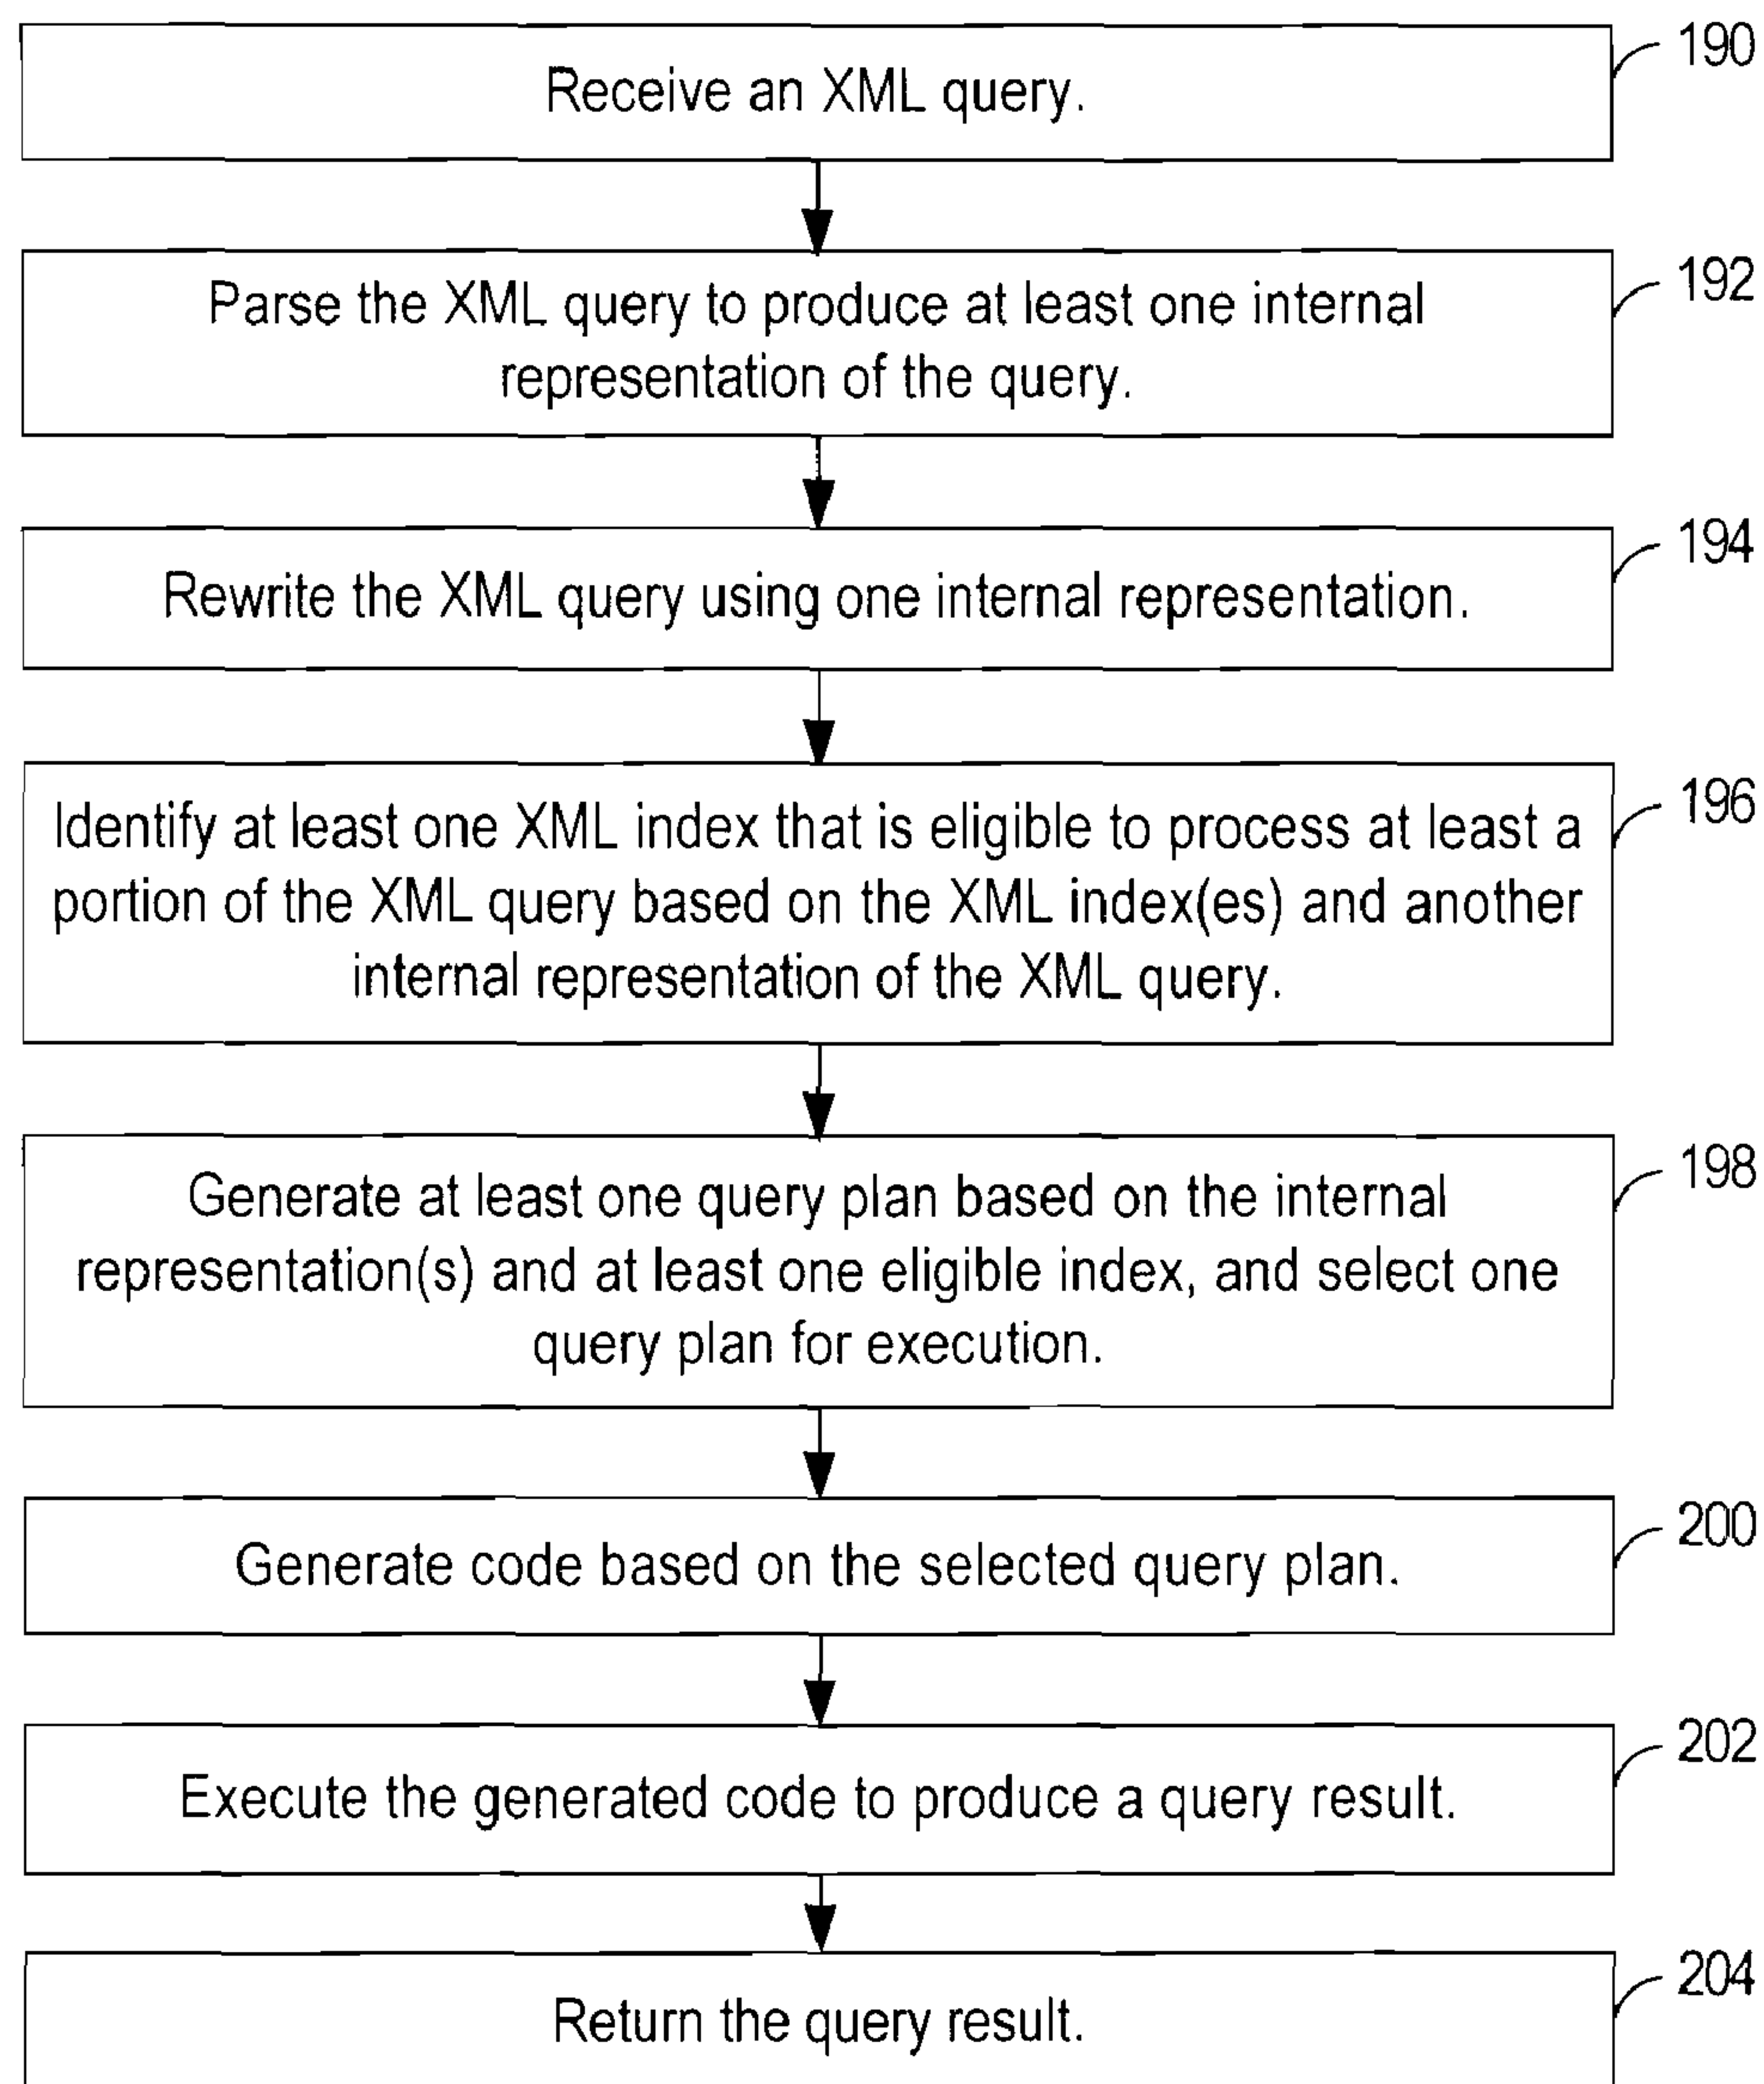 190
Receive an XML query.
192
Parse the XML query to produce at least one internal
representation of the query.
194
Rewrite the XML query using one internal representation.
196
Identify at least one XML index that is eligible to process at least a
portion of the XML query based on the XML index(es) and another
internal representation of the XML query.
198
Generate at least one query plan based on the internal
representation(s) and at least one eligible index, and select one
query plan for execution.
200
Generate code based on the selected query plan.
202
Execute the generated code to produce a query result.
204
Return the query result.